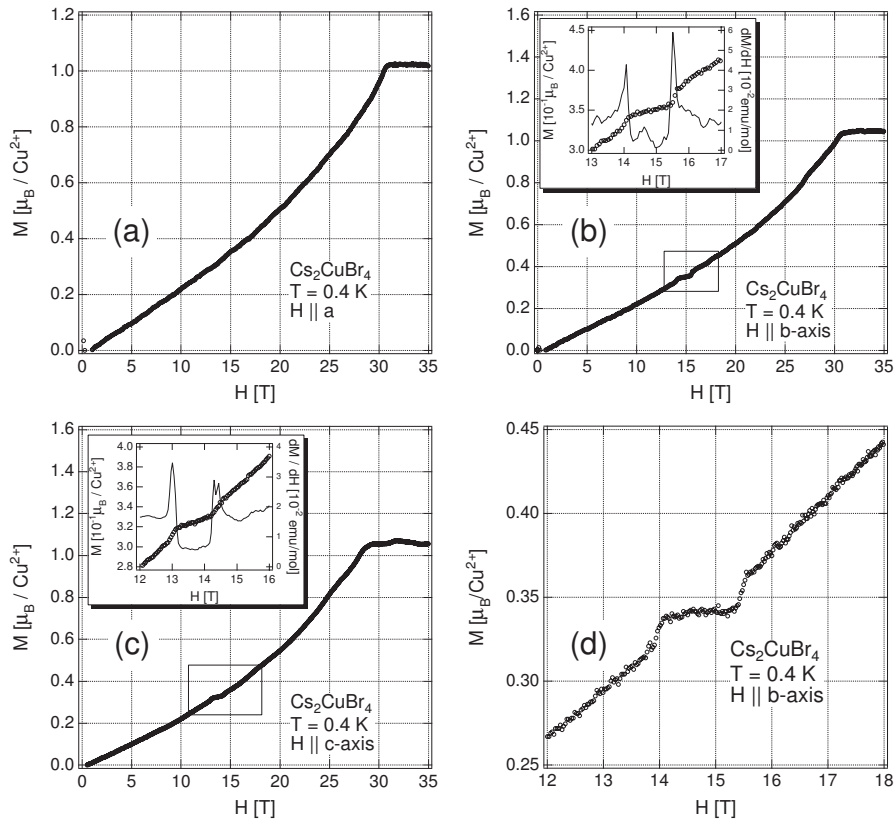 (a)
M [μB / Cu2+]
1.2
1.0
0.8
0.6
0.4
0.2
0.0
0 5 10 15 20 25 30 35
H [T]
Cs2CuBr4
T = 0.4 K
H || a
(b)
M [μB / Cu2+]
1.6
1.4
1.2
1.0
0.8
0.6
0.4
0.2
0.0
0 5 10 15 20 25 30 35
H [T]
Cs2CuBr4
T = 0.4 K
H || b-axis
M [10-1μB / Cu2+]
4.5
4.0
3.5
3.0
13 14 15 16 17
H [T]
6
5
4
3
2
1
0
dM/dH [10-2emu/mol]
(c)
M [μB / Cu2+]
1.6
1.4
1.2
1.0
0.8
0.6
0.4
0.2
0.0
0 5 10 15 20 25 30 35
H [T]
Cs2CuBr4
T = 0.4 K
H || c-axis
M [10-1μB / Cu2+]
4.0
3.8
3.6
3.4
3.2
3.0
2.8
12 13 14 15 16
H [T]
4
3
2
1
0
dM / dH [10-2 emu/mol]
(d)
M [μB/Cu2+]
0.45
0.40
0.35
0.30
0.25
12 13 14 15 16 17 18
H [T]
Cs2CuBr4
T = 0.4 K
H || b-axis